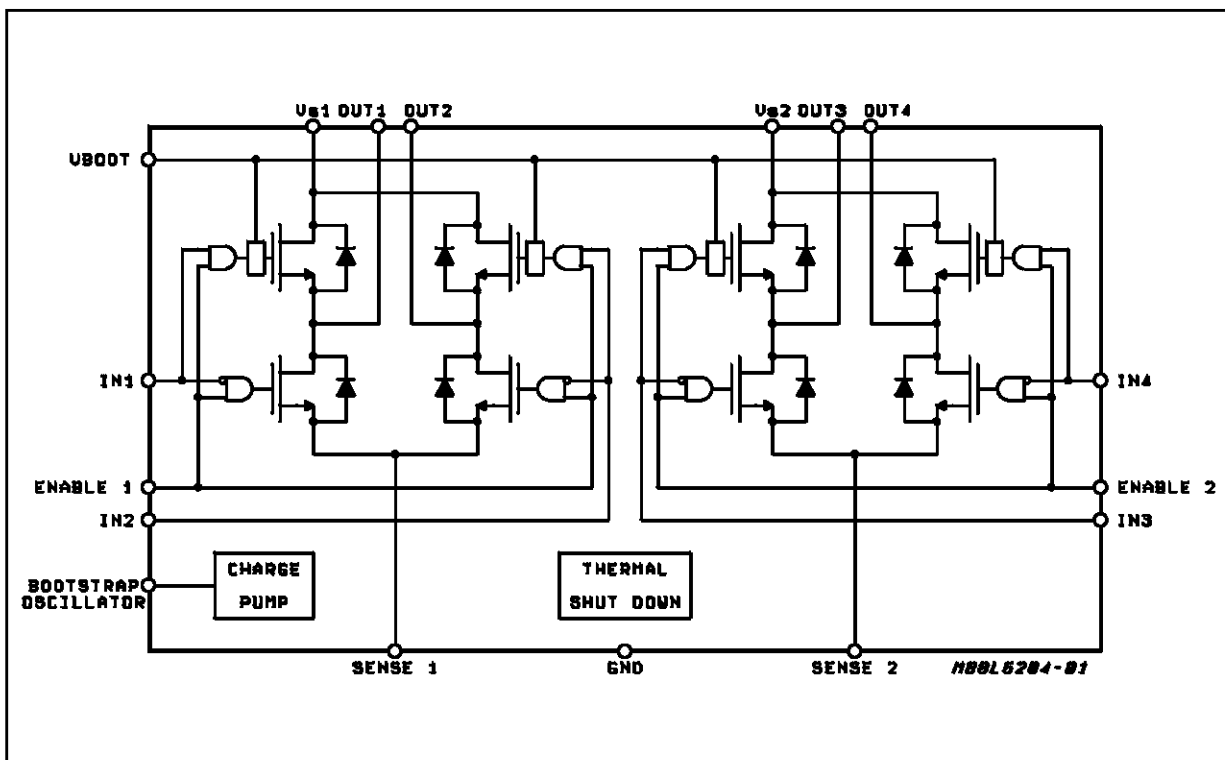 Vs1 OUT1 OUT2 Vs2 OUT3 OUT4
VBOOT
IN1 IN4
ENABLE 1 ENABLE 2
IN2 IN3
BOOTSTRAP
OSCILLATOR
CHARGE
PUMP
THERMAL
SHUT DOWN
SENSE 1 GND SENSE 2 M88L6204-01